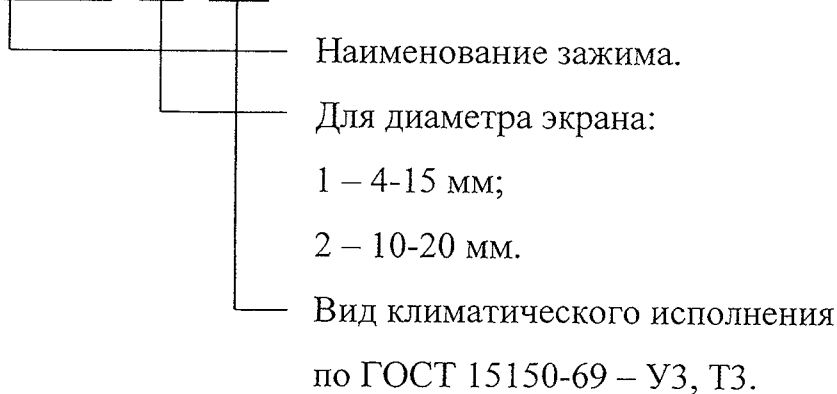 Наименование зажима.
Для диаметра экрана:
1 – 4-15 мм;
2 – 10-20 мм.
Вид климатического исполнения
по ГОСТ 15150-69 – У3, Т3.